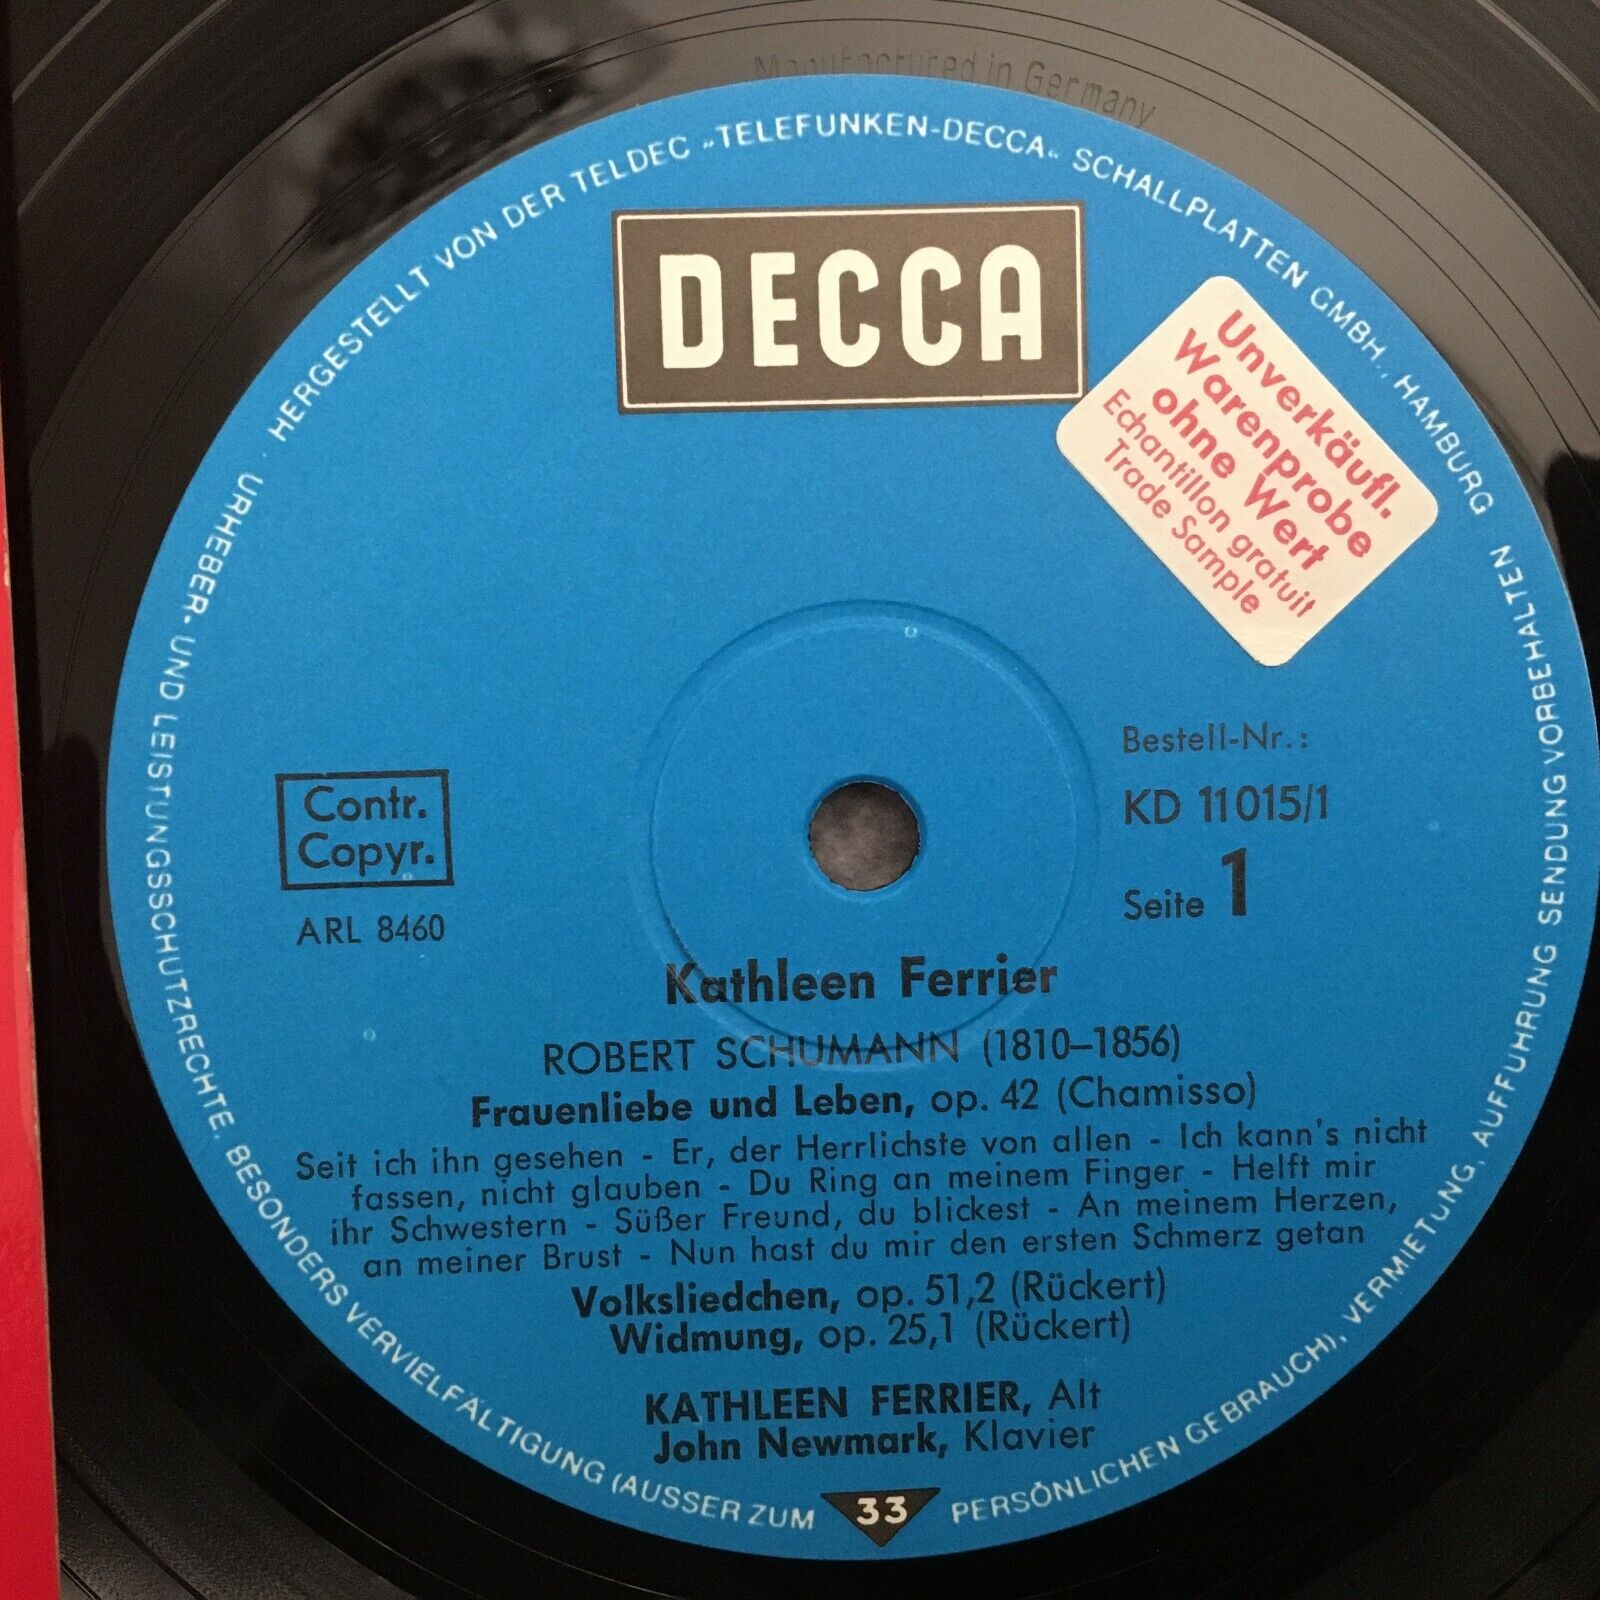 Manufactured in Germany
HERGESTELLT VON DER TELDEC »TELEFUNKEN-DECCA« SCHALLPLATTEN GMBH., HAMBURG
DECCA
Unverkäufl.
Warenprobe
ohne Wert
Echantillon gratuit
Trade Sample
Bestell-Nr.:
KD 11015/1
Seite 1
Contr.
Copyr.
ARL 8460
Kathleen Ferrier
ROBERT SCHUMANN (1810–1856)
Frauenliebe und Leben, op. 42 (Chamisso)
Seit ich ihn gesehen - Er, der Herrlichste von allen - Ich kann's nicht
fassen, nicht glauben - Du Ring an meinem Finger - Helft mir
ihr Schwestern - Süßer Freund, du blickest - An meinem Herzen,
an meiner Brust - Nun hast du mir den ersten Schmerz getan
Volksliedchen, op. 51,2 (Rückert)
Widmung, op. 25,1 (Rückert)
KATHLEEN FERRIER, Alt
John Newmark, Klavier
33
URHEBER- UND LEISTUNGSSCHUTZRECHTE, BESONDERS VERVIELFÄLTIGUNG (AUSSER ZUM PERSÖNLICHEN GEBRAUCH), VERMIETUNG, AUFFÜHRUNG SENDUNG VORBEHALTEN